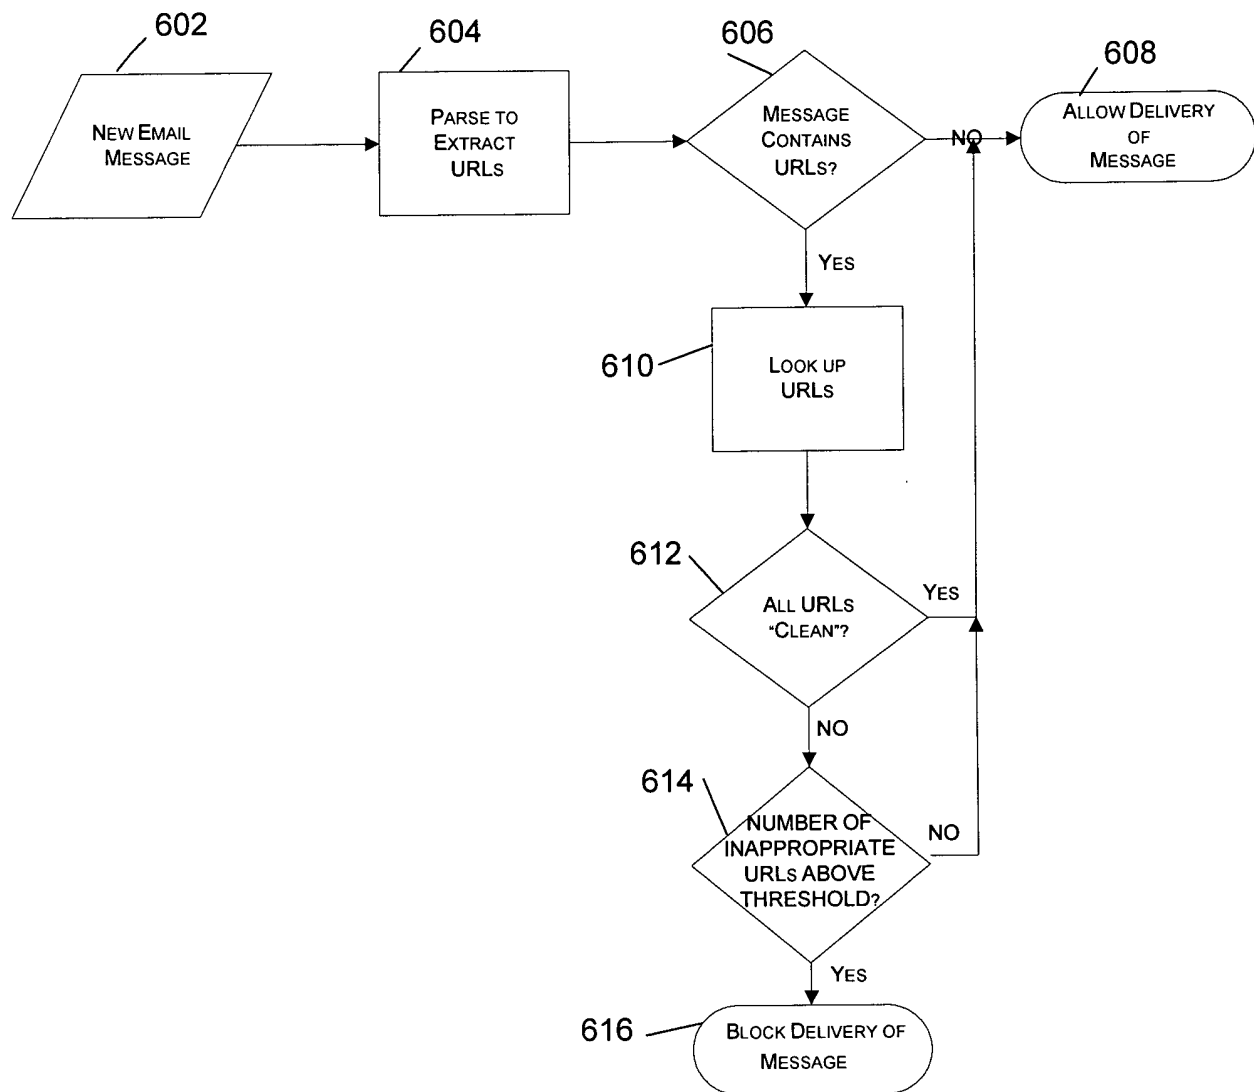 602
604
606
608
NEW EMAIL
MESSAGE
PARSE TO
EXTRACT
URLS
MESSAGE
CONTAINS
URLS?
NO
ALLOW DELIVERY
OF
MESSAGE
YES
610
LOOK UP
URLS
612
ALL URLS
"CLEAN"?
YES
NO
614
NUMBER OF
INAPPROPRIATE
URLS ABOVE
THRESHOLD?
NO
YES
616
BLOCK DELIVERY OF
MESSAGE